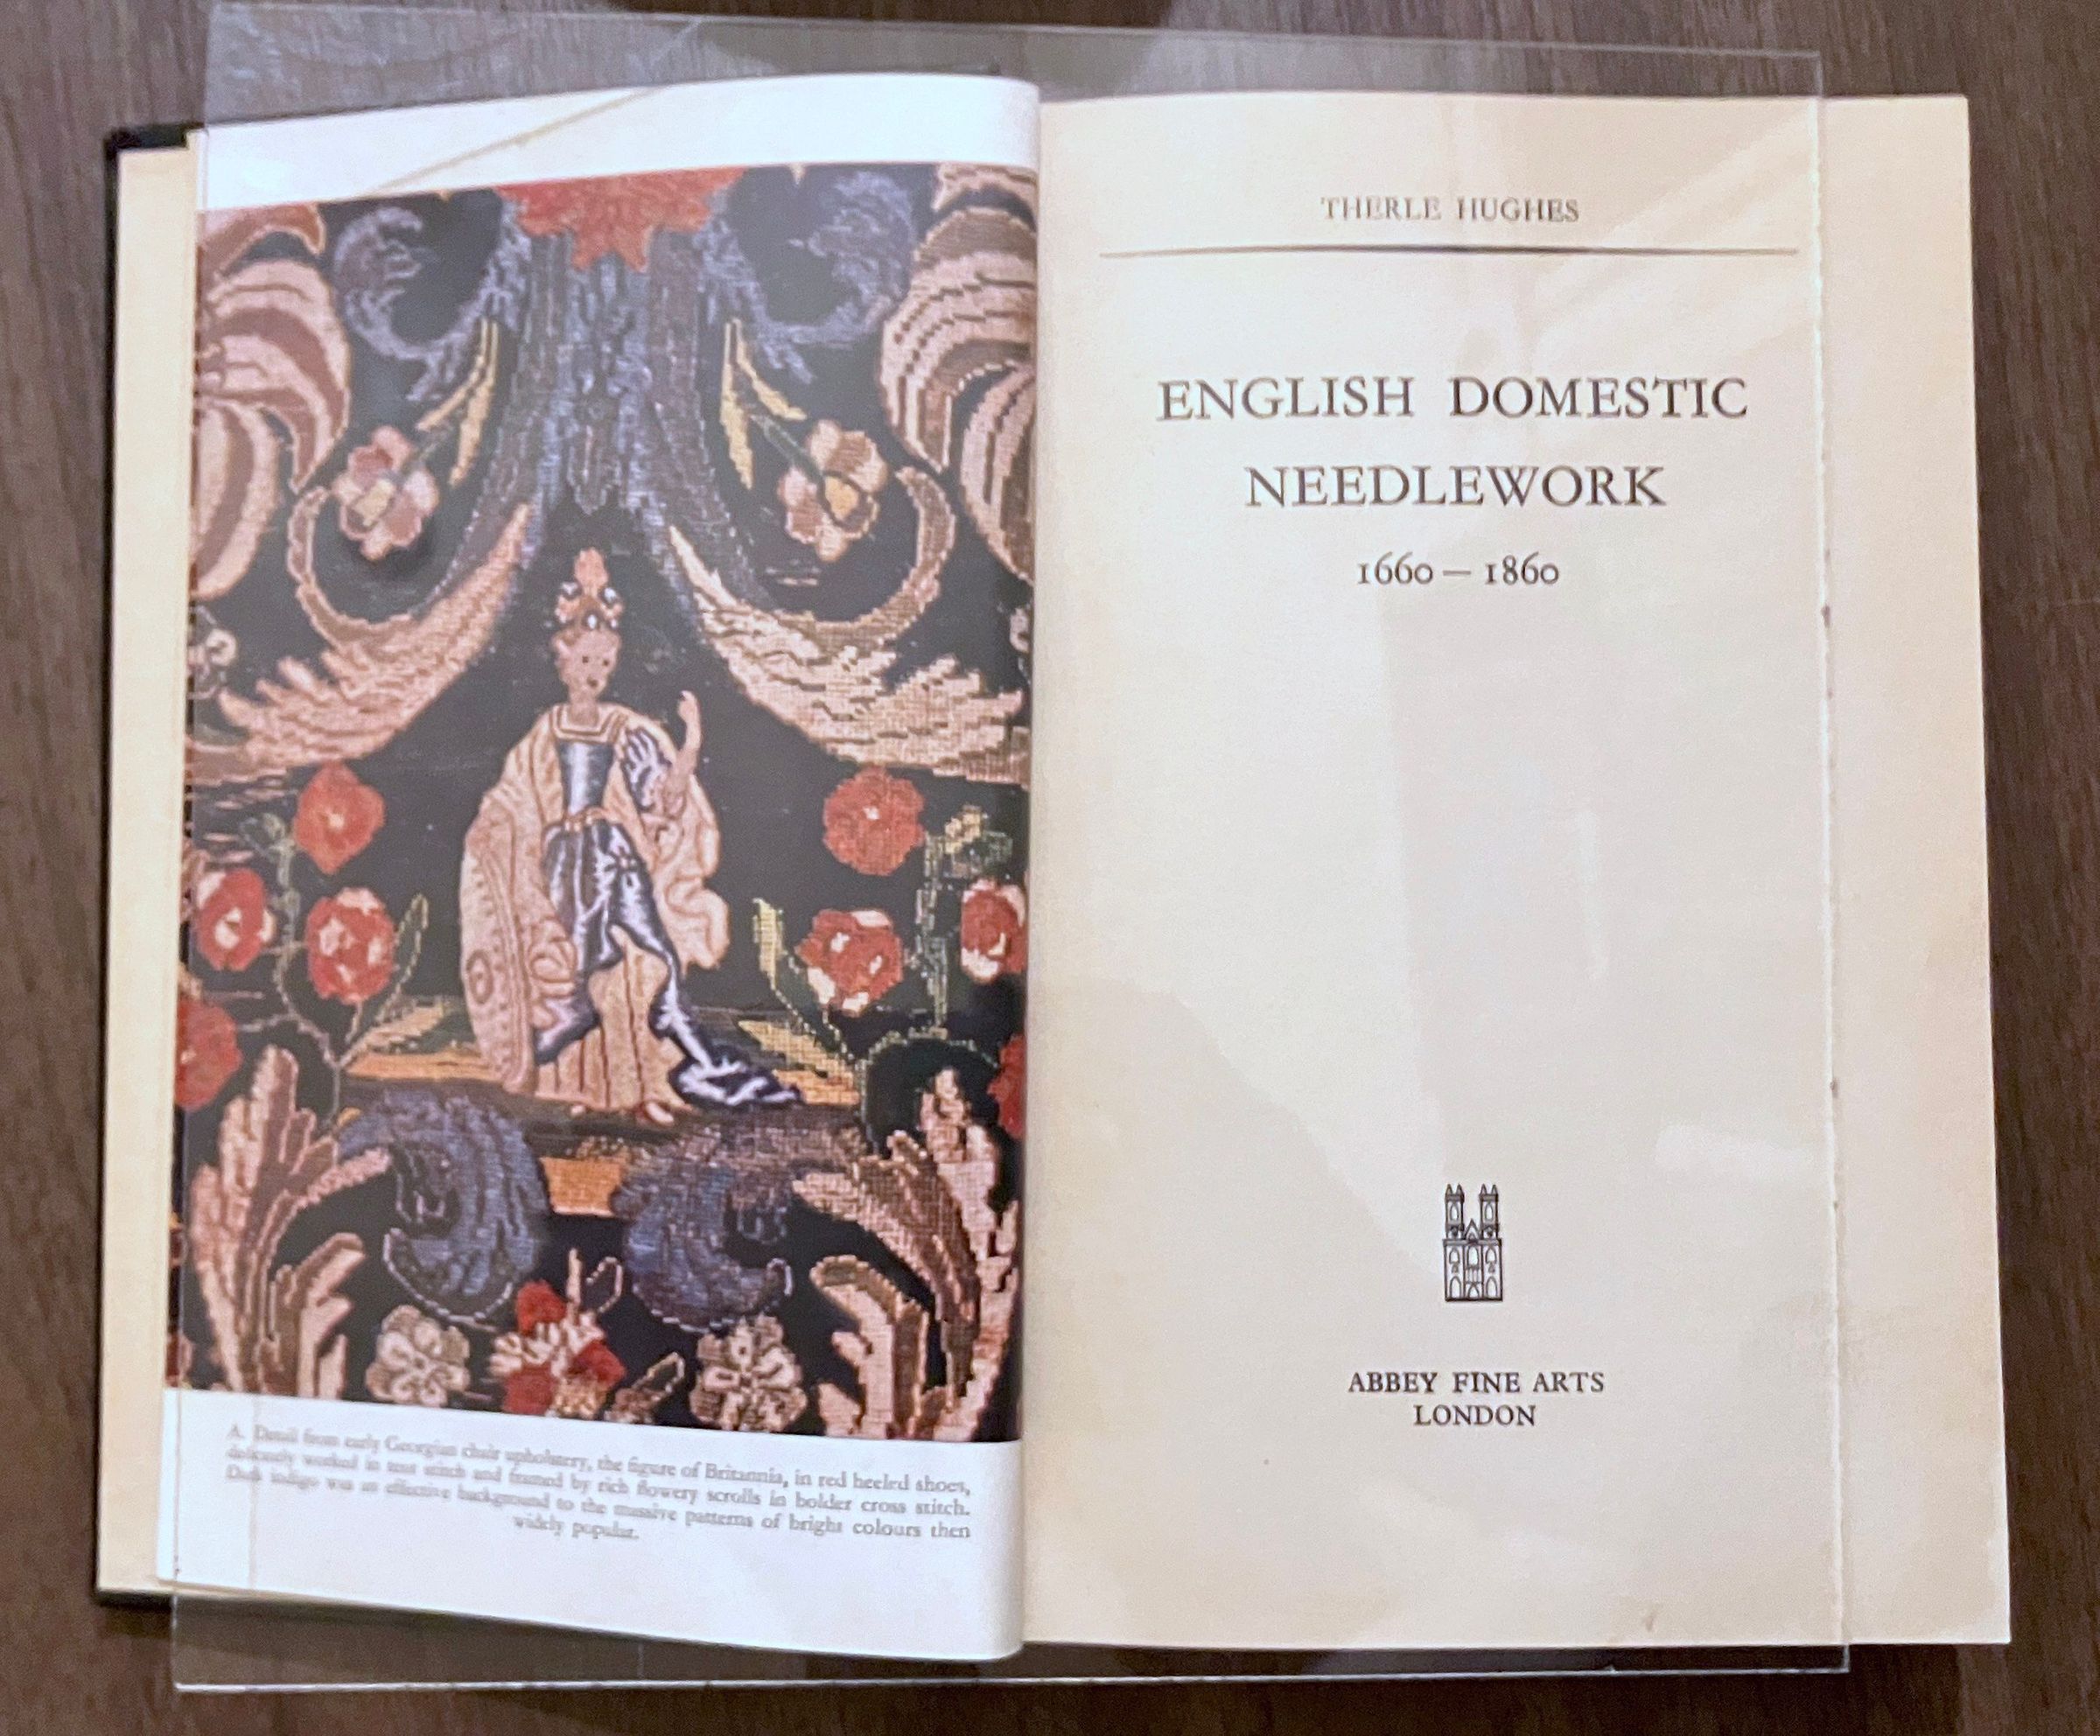 A. Detail from early Georgian chair upholstery, the figure of Britannia, in red heeled shoes,
delicately worked in tent stitch and framed by rich flowery scrolls in bolder cross stitch.
Dark indigo was an effective background to the massive patterns of bright colours then
widely popular.
THERLE HUGHES
ENGLISH DOMESTIC
NEEDLEWORK
1660 — 1860
ABBEY FINE ARTS
LONDON